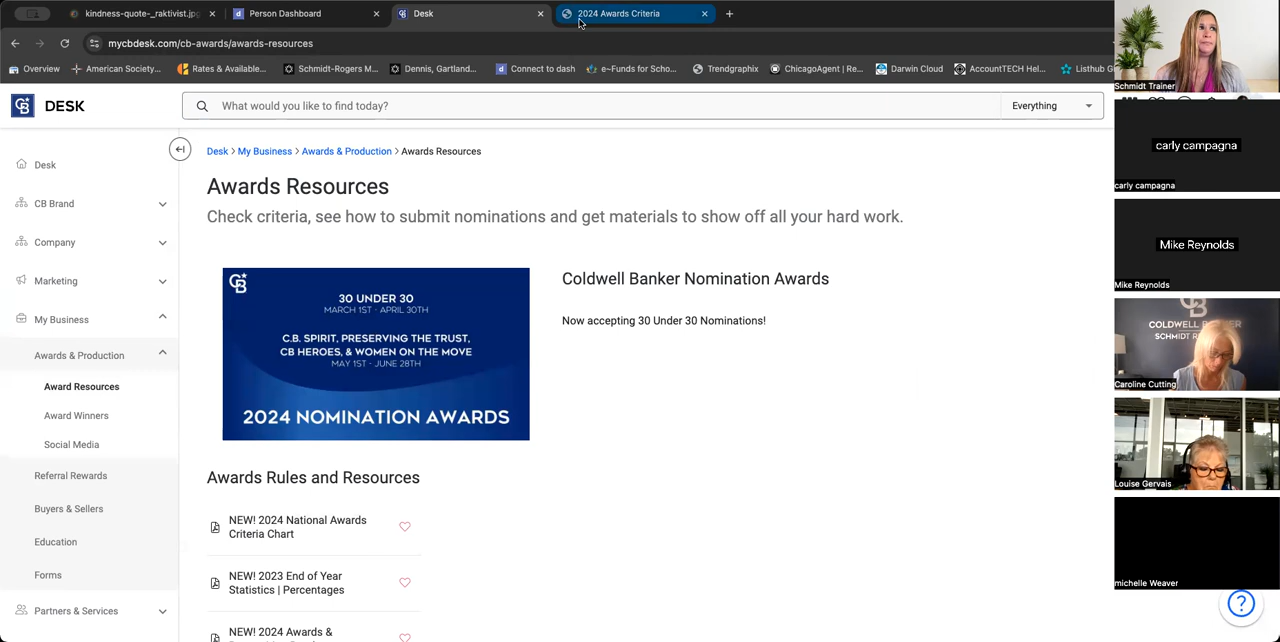 kindness-quote-_raktivist.jpg
Person Dashboard
Desk
2024 Awards Criteria
mycbdesk.com/cb-awards/awards-resources
Overview
American Society...
Rates & Available...
Schmidt-Rogers M...
Dennis, Gartland...
Connect to dash
e~Funds for Scho...
Trendgraphix
ChicagoAgent | Re...
Darwin Cloud
AccountTECH Hel...
Listhub
DESK
What would you like to find today?
Everything
Desk
CB Brand
Company
Marketing
My Business
Awards & Production
Award Resources
Award Winners
Social Media
Referral Rewards
Buyers & Sellers
Education
Forms
Partners & Services
Desk > My Business > Awards & Production > Awards Resources
Awards Resources
Check criteria, see how to submit nominations and get materials to show off all your hard work.
CB
30 UNDER 30
MARCH 1ST - APRIL 30TH
C.B. SPIRIT, PRESERVING THE TRUST,
CB HEROES, & WOMEN ON THE MOVE
MAY 1ST - JUNE 28TH
2024 NOMINATION AWARDS
Coldwell Banker Nomination Awards
Now accepting 30 Under 30 Nominations!
Awards Rules and Resources
NEW! 2024 National Awards
Criteria Chart
NEW! 2023 End of Year
Statistics | Percentages
NEW! 2024 Awards &
Schmidt Trainer
carly campagna
carly campagna
Mike Reynolds
Mike Reynolds
Caroline Cutting
Louise Gervais
michelle Weaver
?